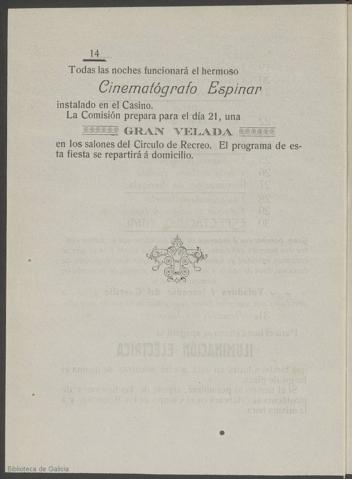 14
Todas las noches funcionará el hermoso
Cinematógrafo Espinar
instalado en el Casino.
La Comisión prepara para el día 21, una
GRAN VELADA
en los salones del Circulo de Recreo. El programa de es-
ta fiesta se repartirá á domicilio.
Biblioteca de Galicia